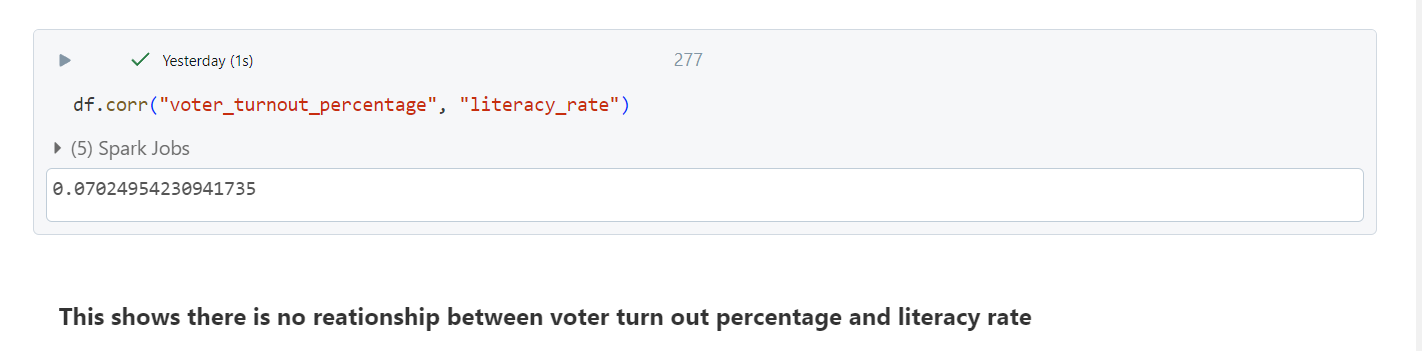 Yesterday (1s)
277
df.corr("voter_turnout_percentage", "literacy_rate")
(5) Spark Jobs
0.07024954230941735
This shows there is no reationship between voter turn out percentage and literacy rate